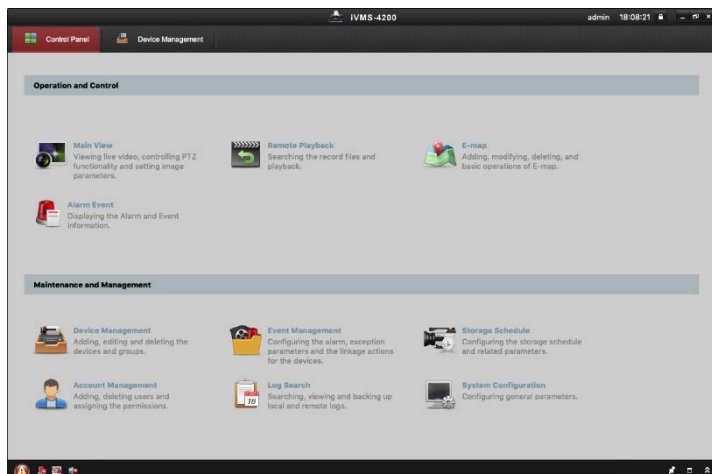 iVMS-4200
admin 18:08:21
Control Panel
Device Management
Operation and Control
Main View
Viewing live video, controlling PTZ
functionality and setting image
parameters.
Remote Playback
Searching the record files and
playback.
E-map
Adding, modifying, deleting, and
basic operations of E-map.
Alarm Event
Displaying the Alarm and Event
Information.
Maintenance and Management
Device Management
Adding, editing and deleting the
devices and groups.
Event Management
Configuring the alarm, exception
parameters and the linkage actions
for the devices.
Storage Schedule
Configuring the storage schedule
and related parameters.
Account Management
Adding, deleting users and
assigning the permissions.
Log Search
Searching, viewing and backing up
local and remote logs.
18
System Configuration
Configuring general parameters.